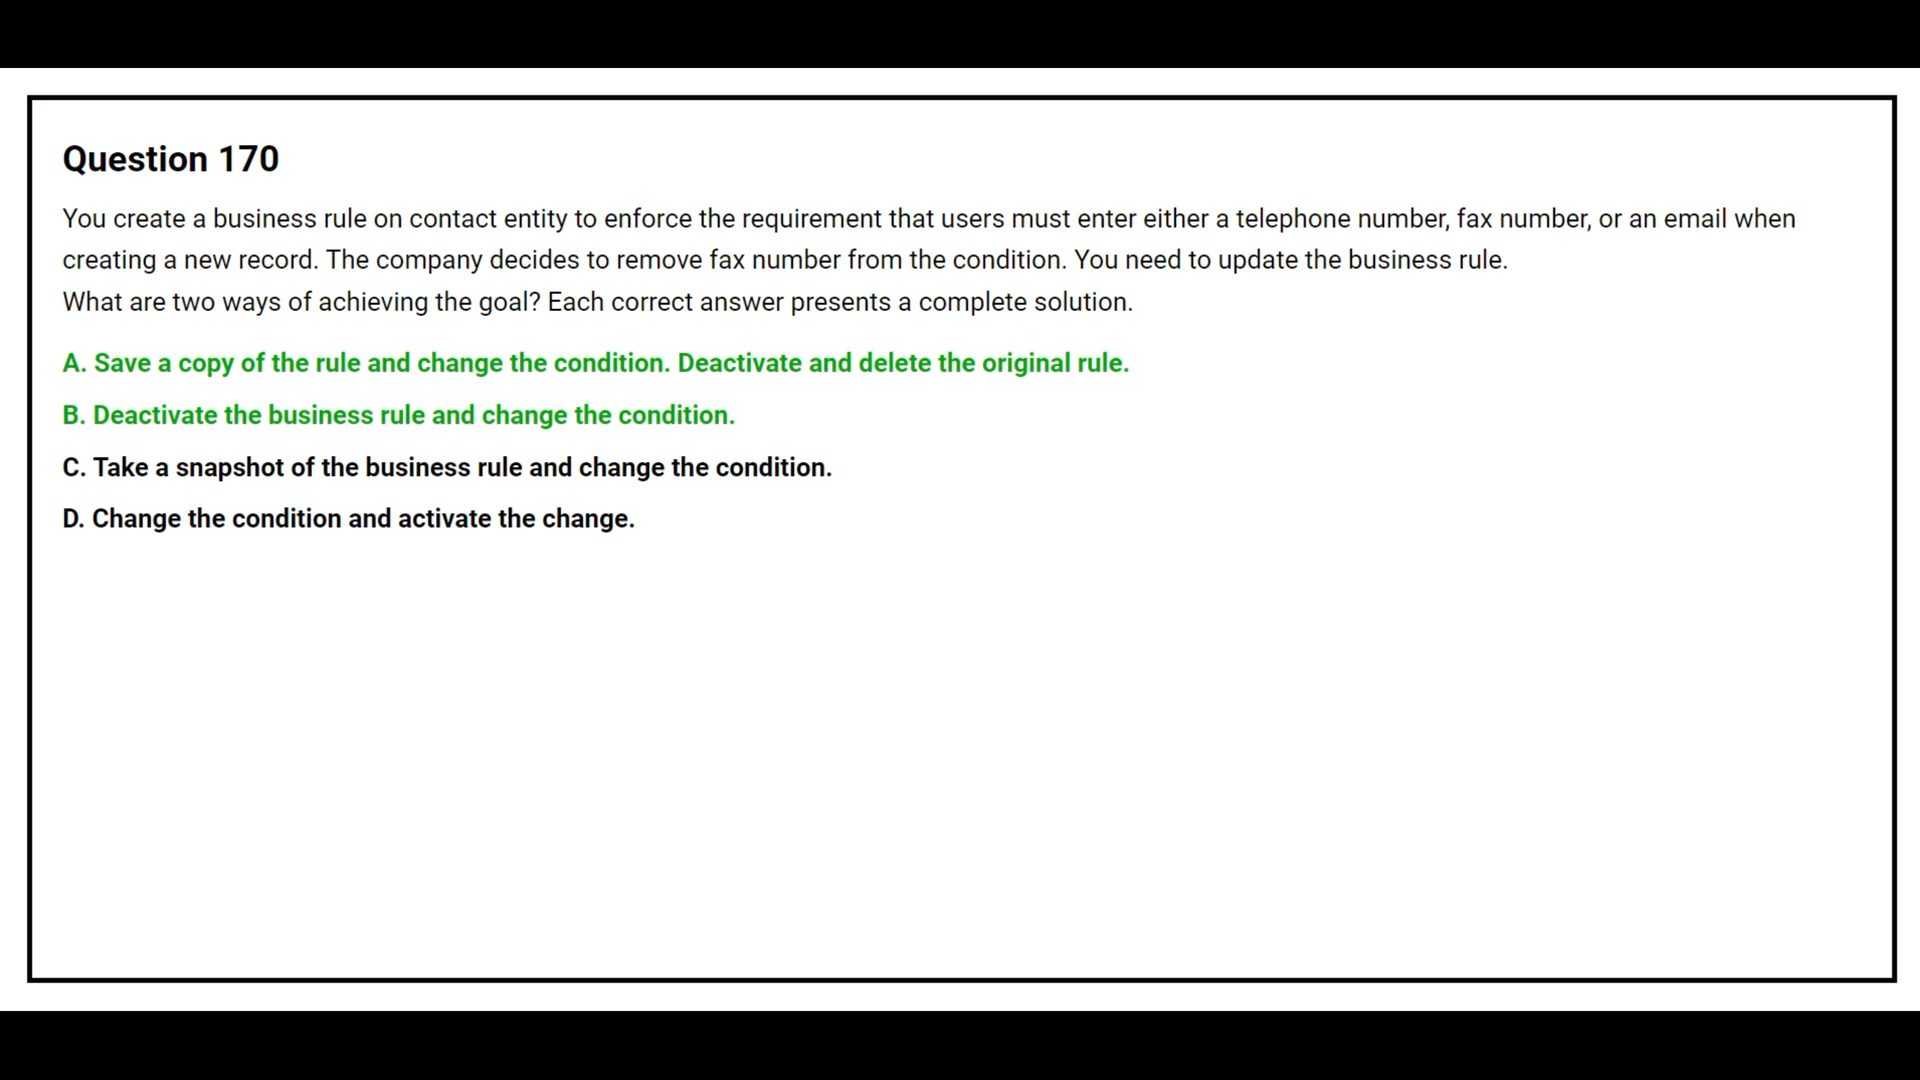 Question 170
You create a business rule on contact entity to enforce the requirement that users must enter either a telephone number, fax number, or an email when
creating a new record. The company decides to remove fax number from the condition. You need to update the business rule.
What are two ways of achieving the goal? Each correct answer presents a complete solution.
A. Save a copy of the rule and change the condition. Deactivate and delete the original rule.
B. Deactivate the business rule and change the condition.
C. Take a snapshot of the business rule and change the condition.
D. Change the condition and activate the change.